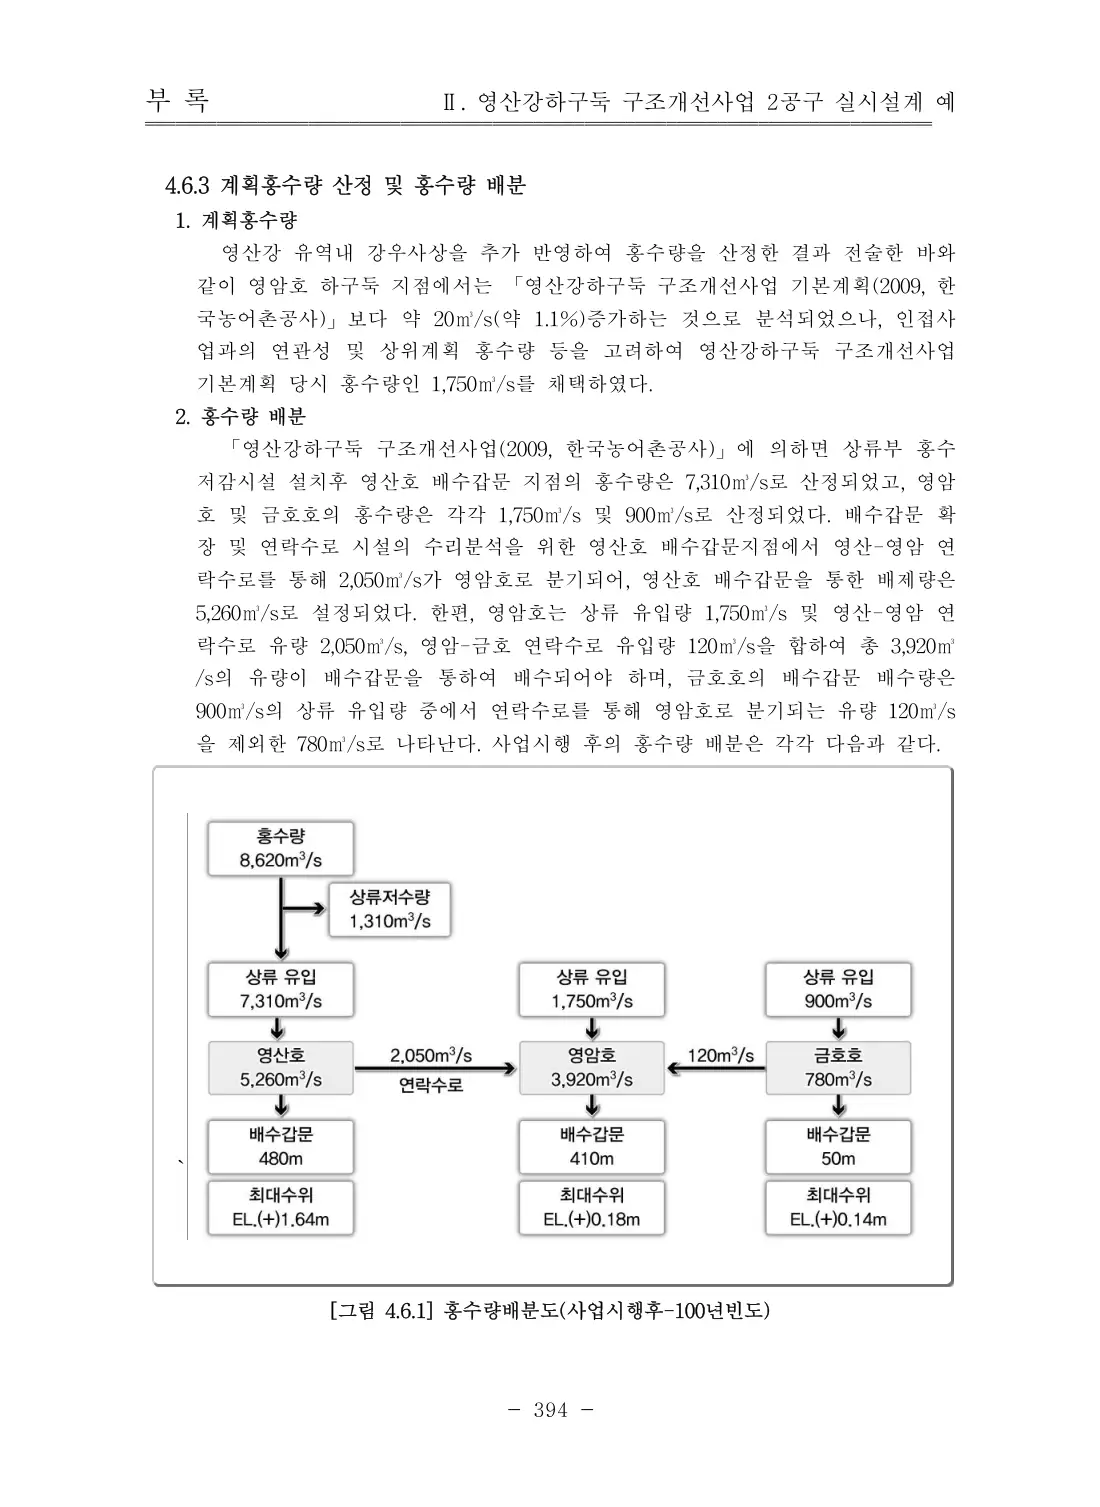 부 록
Ⅱ. 영산강하구둑 구조개선사업 2공구 실시설계 예
4.6.3 계획홍수량 산정 및 홍수량 배분
1. 계획홍수량
영산강 유역내 강우사상을 추가 반영하여 홍수량을 산정한 결과 전술한 바와
같이 영암호 하구둑 지점에서는 「영산강하구둑 구조개선사업 기본계획(2009, 한
국농어촌공사)」보다 약 20㎥/s(약 1.1%)증가하는 것으로 분석되었으나, 인접사
업과의 연관성 및 상위계획 홍수량 등을 고려하여 영산강하구둑 구조개선사업
기본계획 당시 홍수량인 1,750㎥/s를 채택하였다.
2. 홍수량 배분
「영산강하구둑 구조개선사업(2009, 한국농어촌공사)」에 의하면 상류부 홍수
저감시설 설치후 영산호 배수갑문 지점의 홍수량은 7,310㎥/s로 산정되었고, 영암
호 및 금호호의 홍수량은 각각 1,750㎥/s 및 900㎥/s로 산정되었다. 배수갑문 확
장 및 연락수로 시설의 수리분석을 위한 영산호 배수갑문지점에서 영산-영암 연
락수로를 통해 2,050㎥/s가 영암호로 분기되어, 영산호 배수갑문을 통한 배제량은
5,260㎥/s로 설정되었다. 한편, 영암호는 상류 유입량 1,750㎥/s 및 영산-영암 연
락수로 유량 2,050㎥/s, 영암-금호 연락수로 유입량 120㎥/s을 합하여 총 3,920㎥
/s의 유량이 배수갑문을 통하여 배수되어야 하며, 금호호의 배수갑문 배수량은
900㎥/s의 상류 유입량 중에서 연락수로를 통해 영암호로 분기되는 유량 120㎥/s
을 제외한 780㎥/s로 나타난다. 사업시행 후의 홍수량 배분은 각각 다음과 같다.
홍수량
8,620m³/s
상류저수량
1,310m³/s
상류 유입 상류 유입 상류 유입
7,310m³/s 1,750m³/s 900m³/s
영산호 2,050m³/s 영암호 120m³/s 금호호
5,260m³/s 연락수로 3,920m³/s 780m³/s
배수갑문 배수갑문 배수갑문
480m 410m 50m
최대수위 최대수위 최대수위
EL.(+)1.64m EL.(+)0.18m EL.(+)0.14m
[그림 4.6.1] 홍수량배분도(사업시행후-100년빈도)
- 394 -